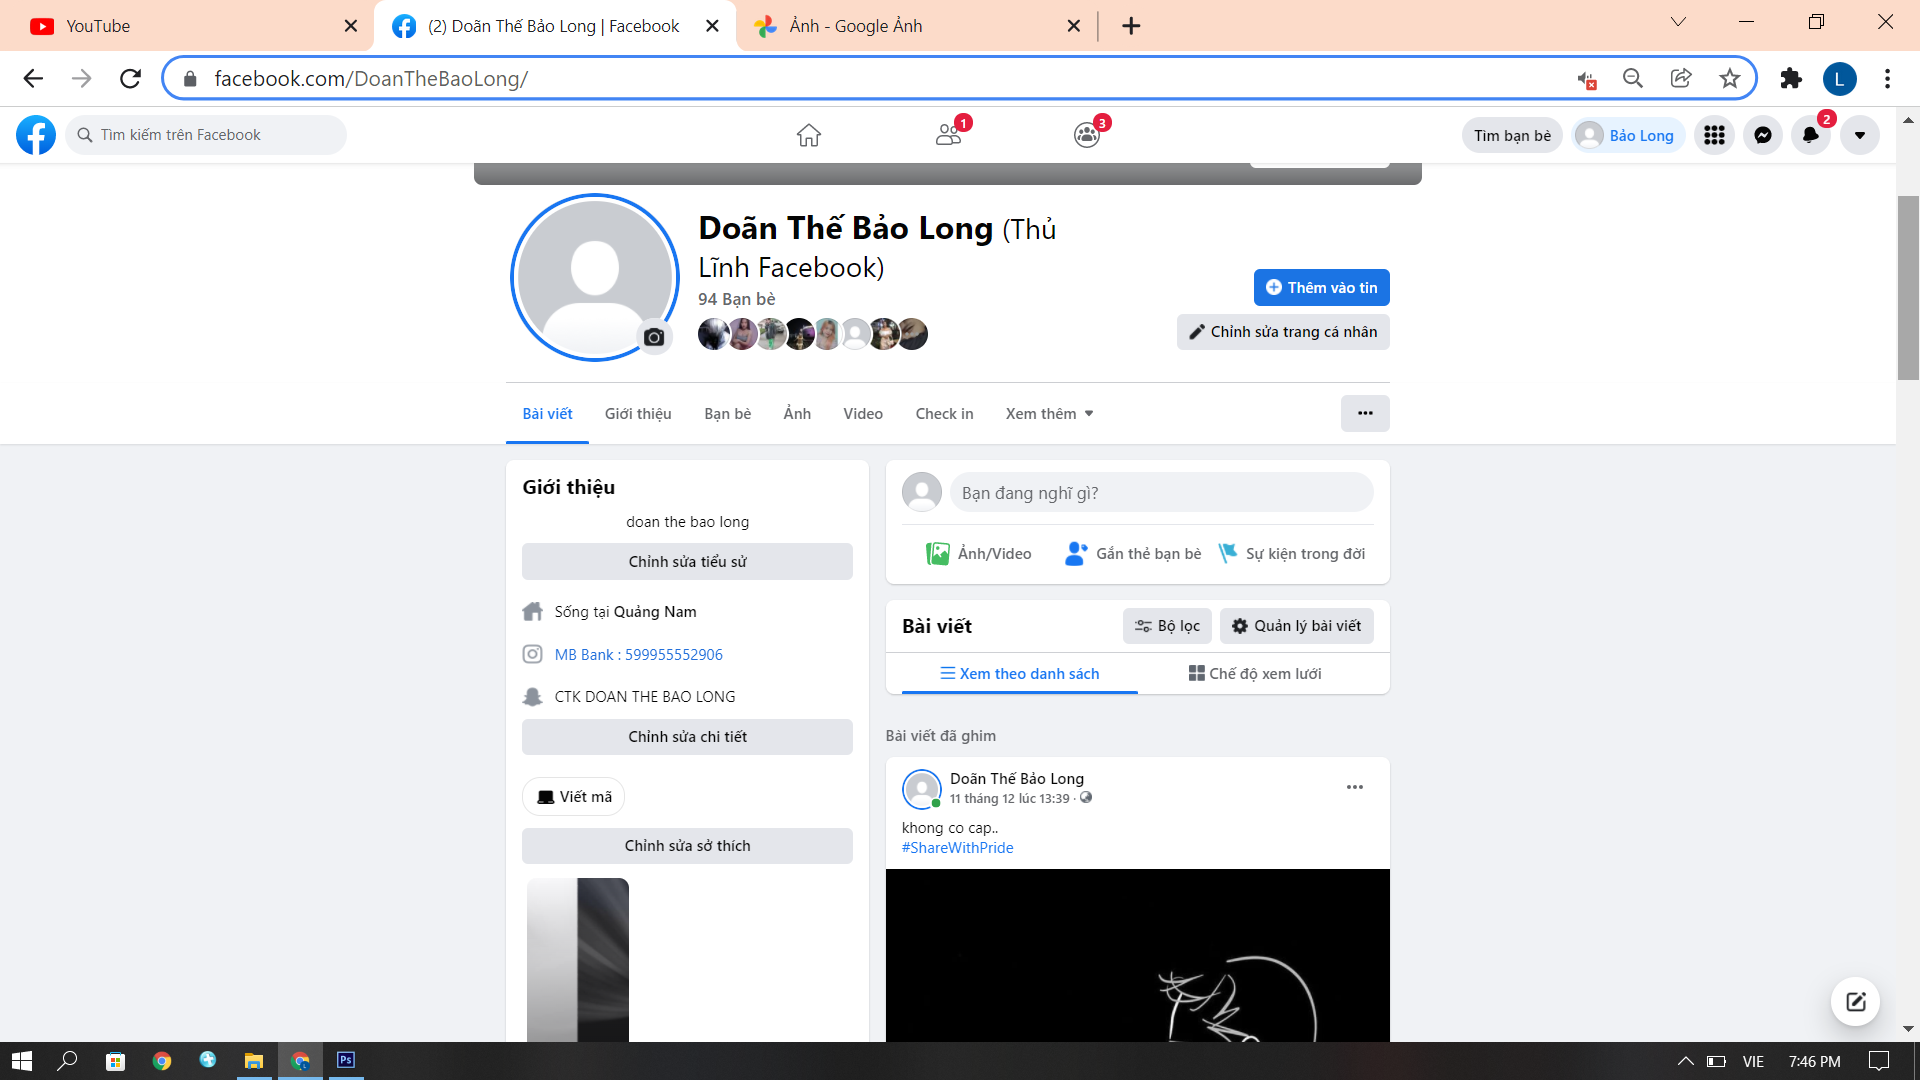 YouTube
(2) Doãn Thế Bảo Long | Facebook
Ảnh - Google Ảnh
facebook.com/DoanTheBaoLong/
L
Tìm kiếm trên Facebook
1
3
Tìm bạn bè
Bảo Long
2
Doãn Thế Bảo Long (Thủ
Lĩnh Facebook)
94 Bạn bè
Thêm vào tin
Chỉnh sửa trang cá nhân
Bài viết
Giới thiệu
Bạn bè
Ảnh
Video
Check in
Xem thêm
Giới thiệu
doan the bao long
Chỉnh sửa tiểu sử
Sống tại Quảng Nam
MB Bank : 599955552906
CTK DOAN THE BAO LONG
Chỉnh sửa chi tiết
Viết mã
Chỉnh sửa sở thích
Bạn đang nghĩ gì?
Ảnh/Video
Gắn thẻ bạn bè
Sự kiện trong đời
Bài viết
Bộ lọc
Quản lý bài viết
Xem theo danh sách
Chế độ xem lưới
Bài viết đã ghim
Doãn Thế Bảo Long
11 tháng 12 lúc 13:39 ·
khong co cap..
#ShareWithPride
Ps
VIE
7:46 PM